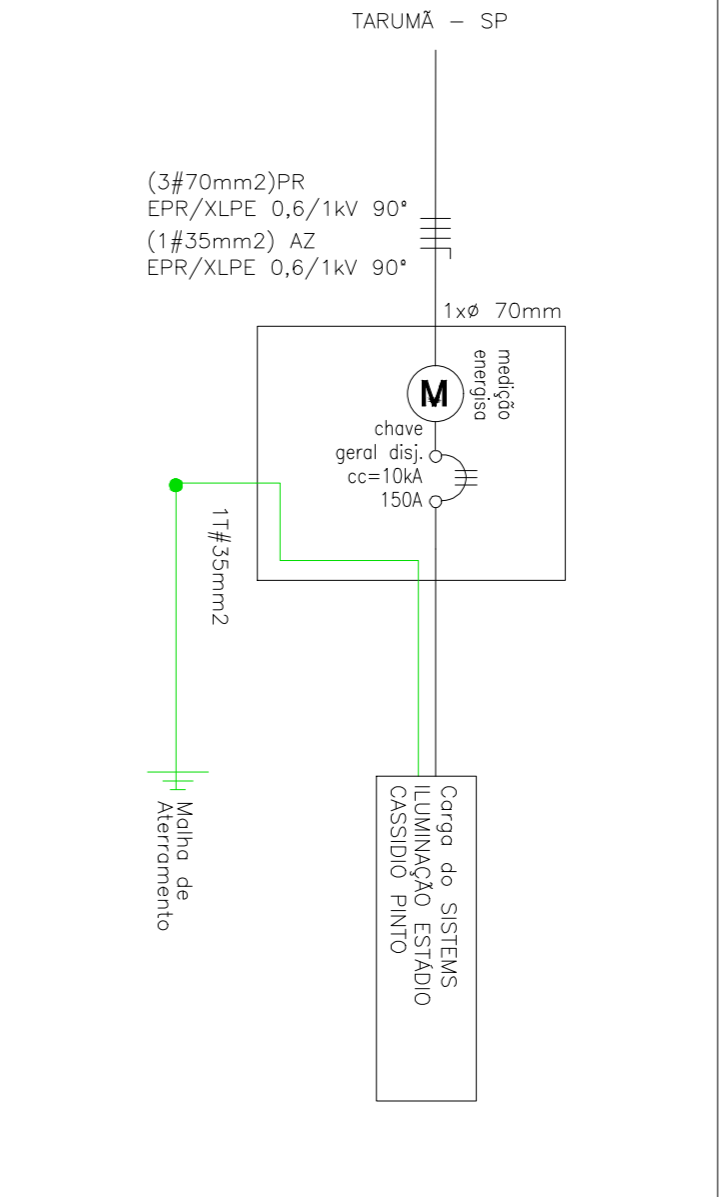 TARUMÃ - SP
(3#70mm2)PR
EPR/XLPE 0,6/1kV 90°
(1#35mm2) AZ
EPR/XLPE 0,6/1kV 90°
1xø 70mm
medição
energisa
M
chave
geral disj.
cc=10kA
150A
1T#35mm2
Malha de
Aterramento
Carga do SISTEMS
ILUMINAÇÃO ESTÁDIO
CASSIDIO PINTO